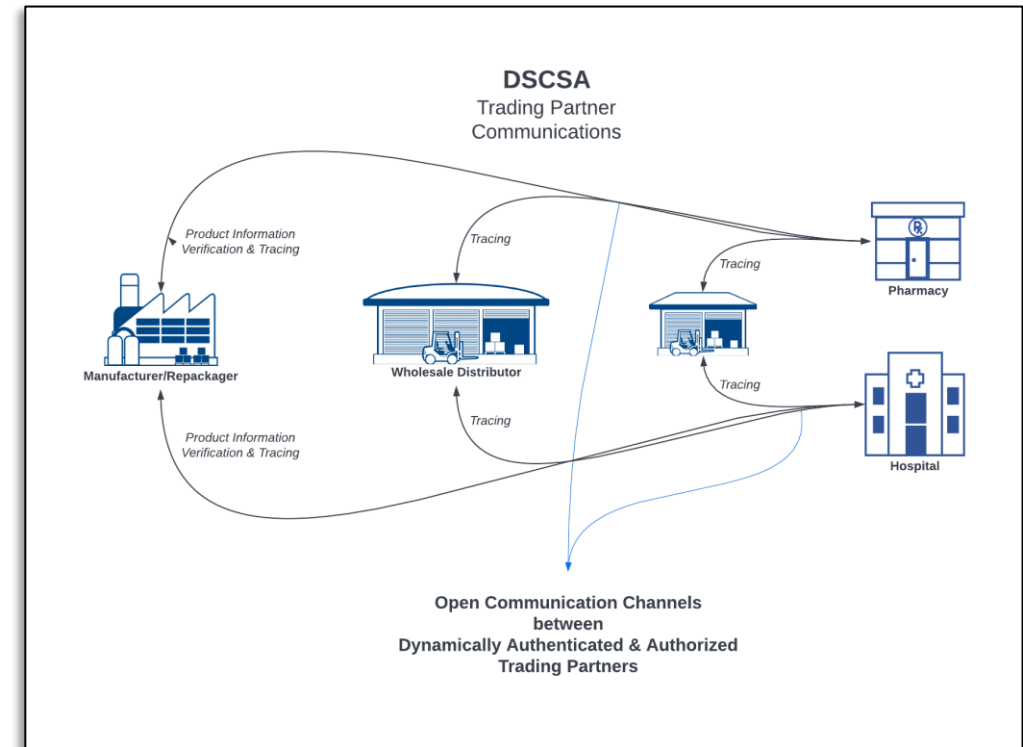 DSCSA
Trading Partner
Communications
Product Information
Verification & Tracing
Tracing
Tracing
Rx
Pharmacy
Manufacturer/Repackager
Wholesale Distributor
Product Information
Verification & Tracing
Tracing
Tracing
Hospital
Open Communication Channels
between
Dynamically Authenticated & Authorized
Trading Partners